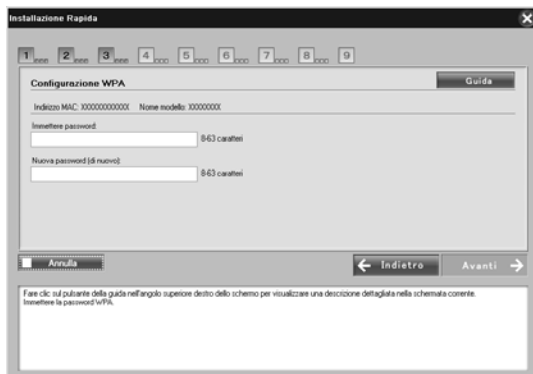 Installazione Rapida
1 2 3 4 5 6 7 8 9
Configurazione WPA
Guida
Indirizzo MAC: XXXXXXXXXXXX Nome modello: XXXXXXXX
Immettere password:
8-63 caratteri
Nuova password (di nuovo):
8-63 caratteri
Annulla
Indietro
Avanti
Fare clic sul pulsante della guida nell'angolo superiore destro dello schermo per visualizzare una descrizione dettagliata nella schermata corrente.
Immettere la password WPA.